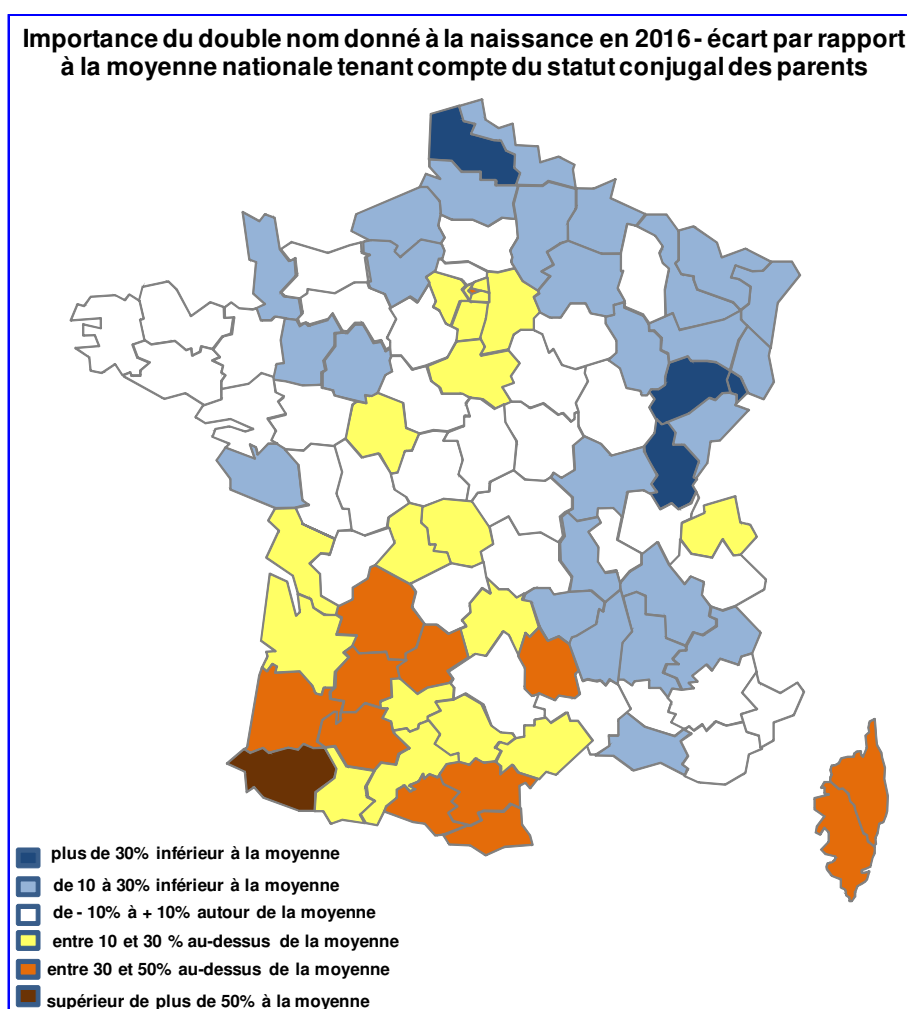 Importance du double nom donné à la naissance en 2016 - écart par rapport
à la moyenne nationale tenant compte du statut conjugal des parents
plus de 30% inférieur à la moyenne
de 10 à 30% inférieur à la moyenne
de - 10% à + 10% autour de la moyenne
entre 10 et 30 % au-dessus de la moyenne
entre 30 et 50% au-dessus de la moyenne
supérieur de plus de 50% à la moyenne